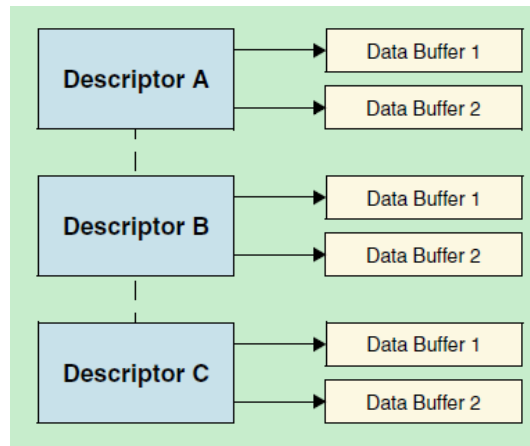 Descriptor A
Data Buffer 1
Data Buffer 2
Descriptor B
Data Buffer 1
Data Buffer 2
Descriptor C
Data Buffer 1
Data Buffer 2